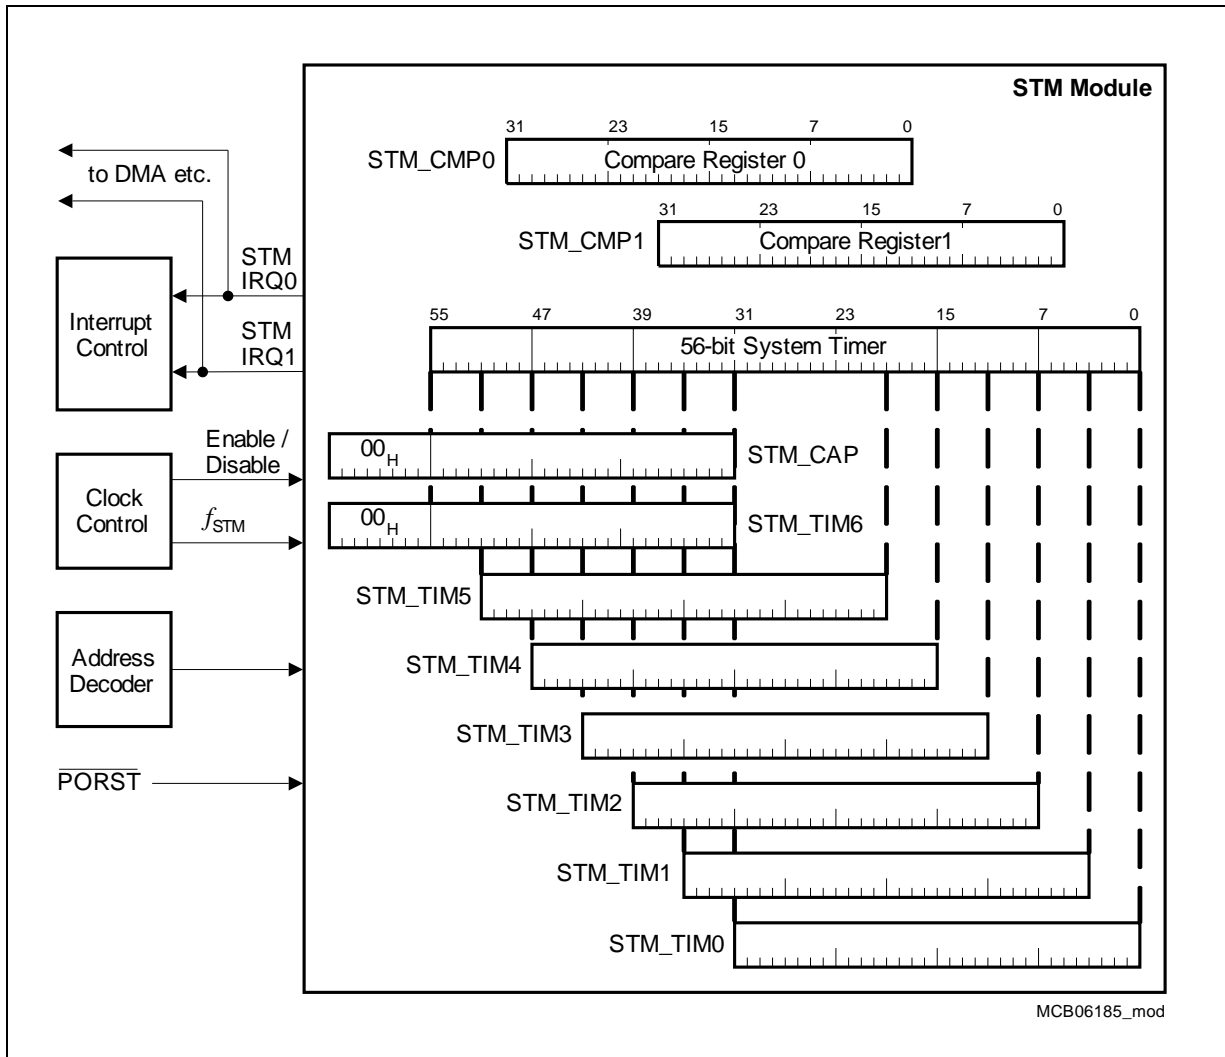 STM Module
31 23 15 7 0
STM_CMP0 Compare Register 0
to DMA etc.
31 23 15 7 0
STM_CMP1 Compare Register1
STM
IRQ0
Interrupt
Control
STM
IRQ1
55 47 39 31 23 15 7 0
56-bit System Timer
Enable /
Disable
00H STM_CAP
Clock
Control
fSTM
00H STM_TIM6
STM_TIM5
Address
Decoder
STM_TIM4
STM_TIM3
PORST
STM_TIM2
STM_TIM1
STM_TIM0
MCB06185_mod